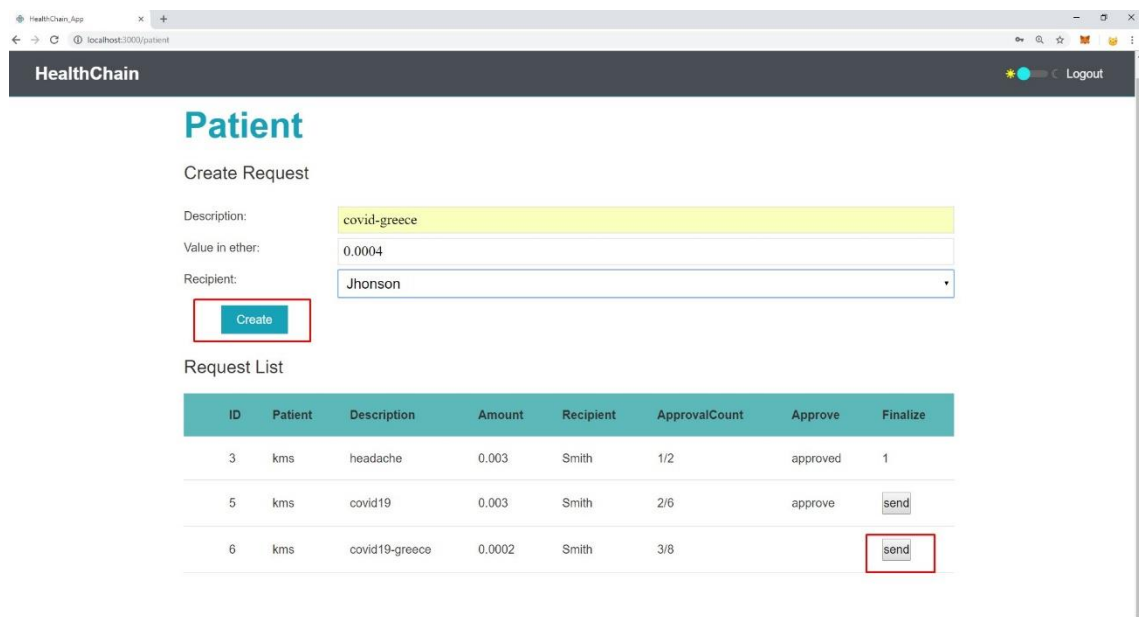 HealthChain_App
localhost:3000/patient
HealthChain
Logout
Patient
Create Request
Description:
covid-greece
Value in ether:
0.0004
Recipient:
Jhonson
Create
Request List
ID Patient Description Amount Recipient ApprovalCount Approve Finalize
3 kms headache 0.003 Smith 1/2 approved 1
5 kms covid19 0.003 Smith 2/6 approve send
6 kms covid19-greece 0.0002 Smith 3/8 send